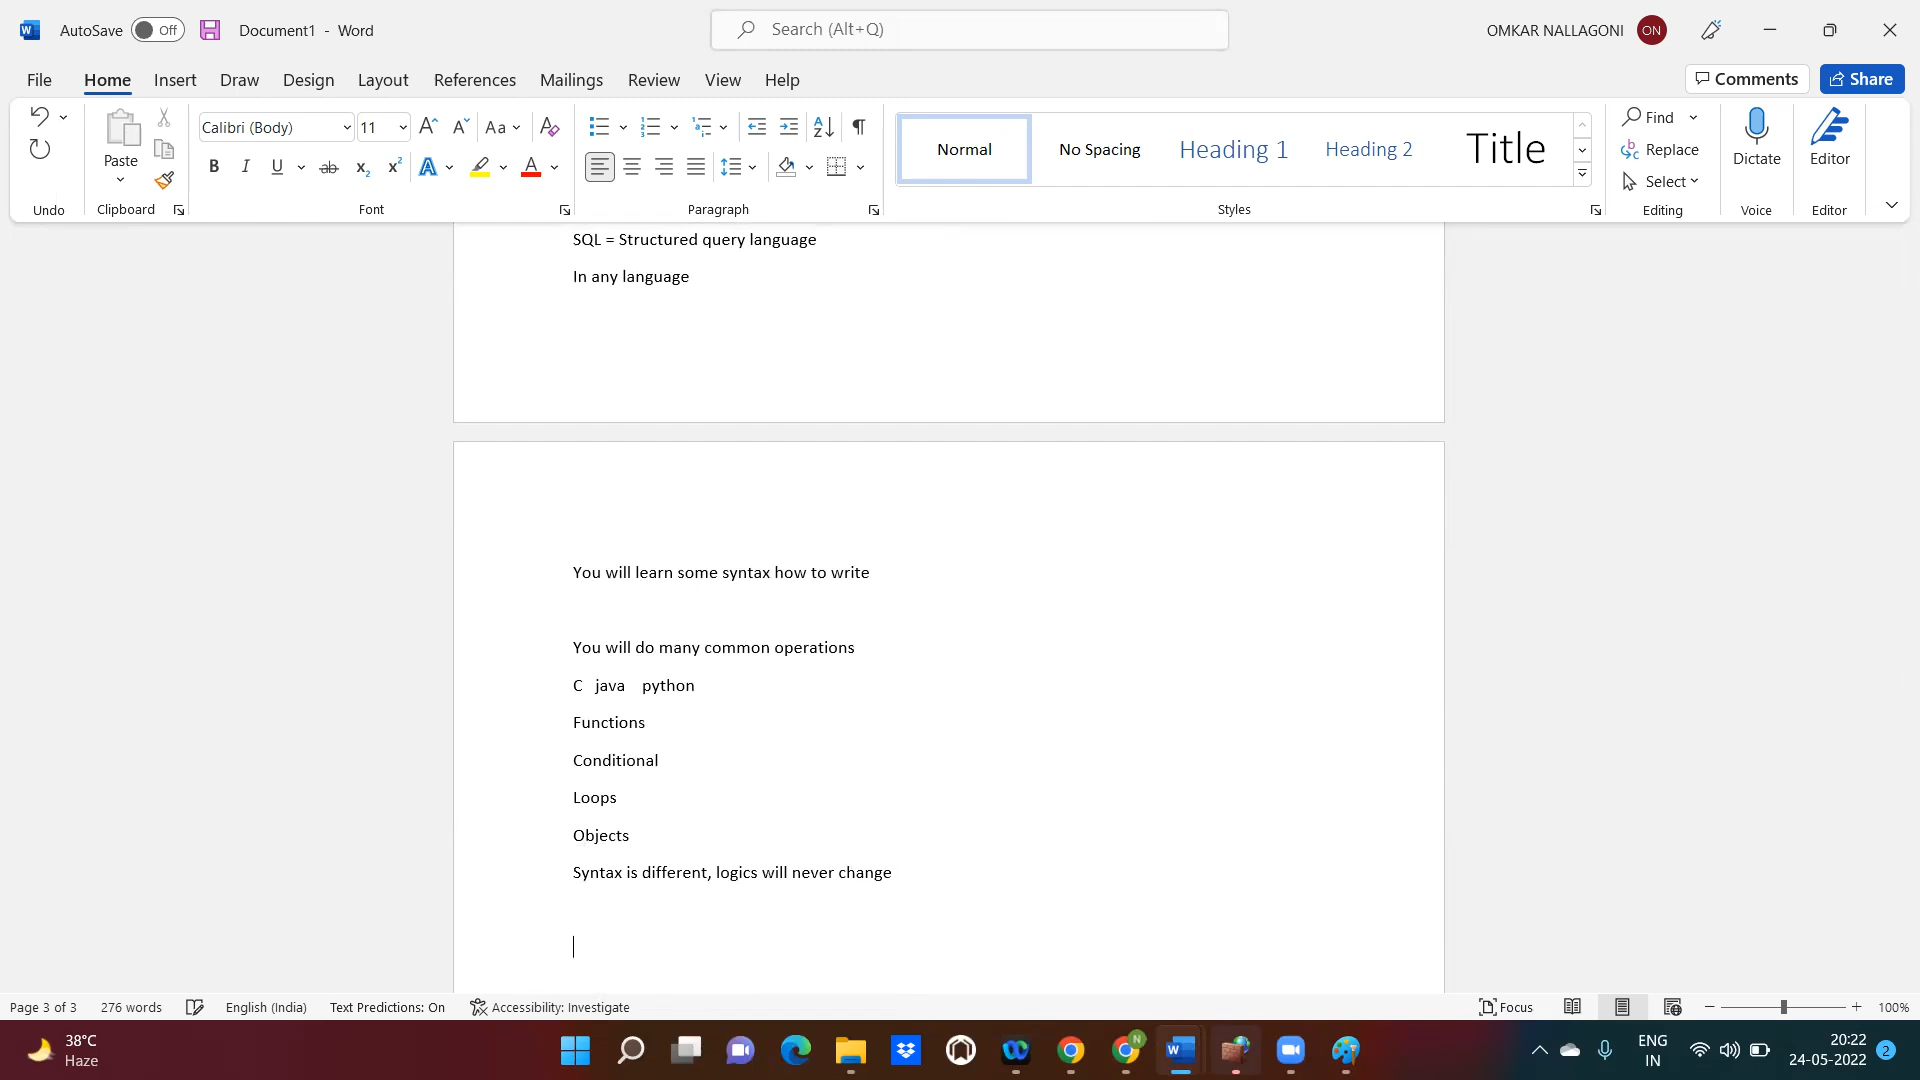 AutoSave Off Document1 - Word Search (Alt+Q) OMKAR NALLAGONI ON
File Home Insert Draw Design Layout References Mailings Review View Help Comments Share
Calibri (Body) 11 Aa Normal No Spacing Heading 1 Heading 2 Title Find
Paste Replace Dictate Editor
B I U ab x2 x2 A A Select
Undo Clipboard Font Paragraph Styles Editing Voice Editor
SQL = Structured query language
In any language
You will learn some syntax how to write
You will do many common operations
C java python
Functions
Conditional
Loops
Objects
Syntax is different, logics will never change
Page 3 of 3 276 words English (India) Text Predictions: On Accessibility: Investigate Focus 100%
38°C ENG 20:22
Haze IN 24-05-2022 2